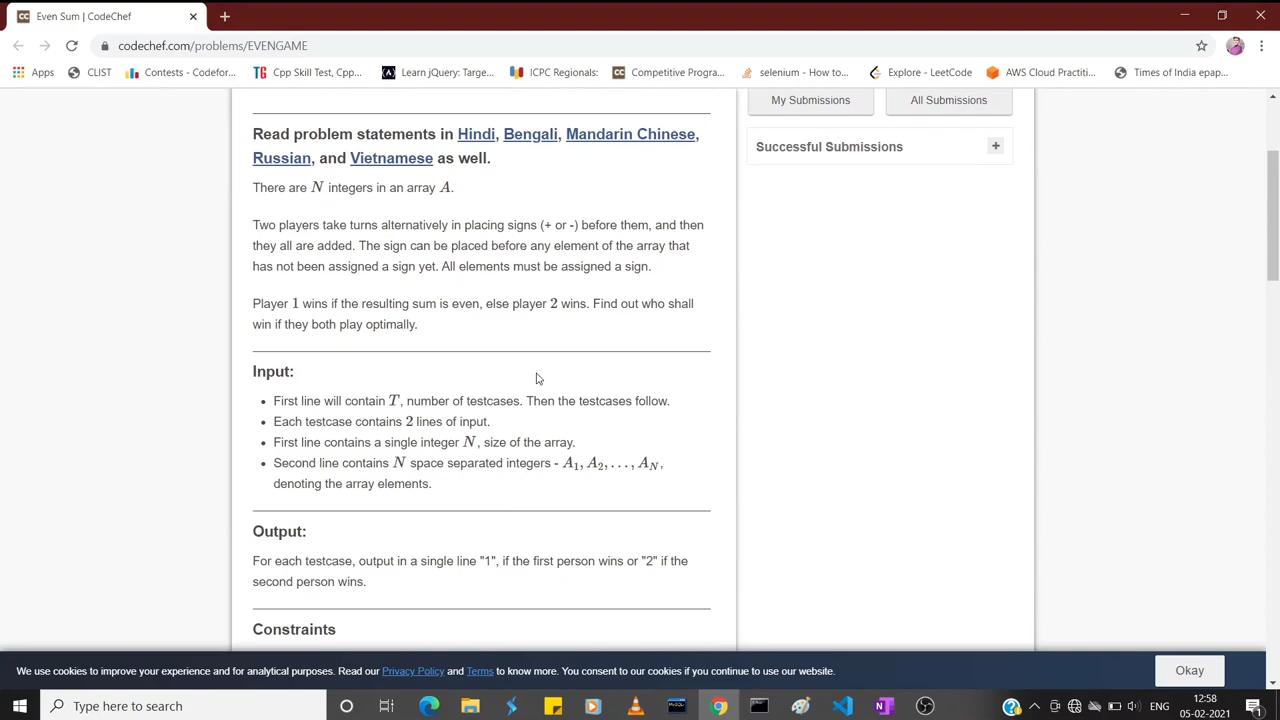 Even Sum | CodeChef
codechef.com/problems/EVENGAME
Apps CLIST Contests - Codefor... Cpp Skill Test, Cpp... Learn jQuery: Targe... ICPC Regionals: Competitive Progra... selenium - How to... Explore - LeetCode AWS Cloud Practiti... Times of India epap...
My Submissions All Submissions
Read problem statements in Hindi, Bengali, Mandarin Chinese,
Russian, and Vietnamese as well.
Successful Submissions +
There are N integers in an array A.
Two players take turns alternatively in placing signs (+ or -) before them, and then
they all are added. The sign can be placed before any element of the array that
has not been assigned a sign yet. All elements must be assigned a sign.
Player 1 wins if the resulting sum is even, else player 2 wins. Find out who shall
win if they both play optimally.
Input:
• First line will contain T, number of testcases. Then the testcases follow.
• Each testcase contains 2 lines of input.
• First line contains a single integer N, size of the array.
• Second line contains N space separated integers - A1, A2, . . . , AN,
denoting the array elements.
Output:
For each testcase, output in a single line "1", if the first person wins or "2" if the
second person wins.
Constraints
We use cookies to improve your experience and for analytical purposes. Read our Privacy Policy and Terms to know more. You consent to our cookies if you continue to use our website.
Okay
Type here to search
ENG
12:58
05-02-2021